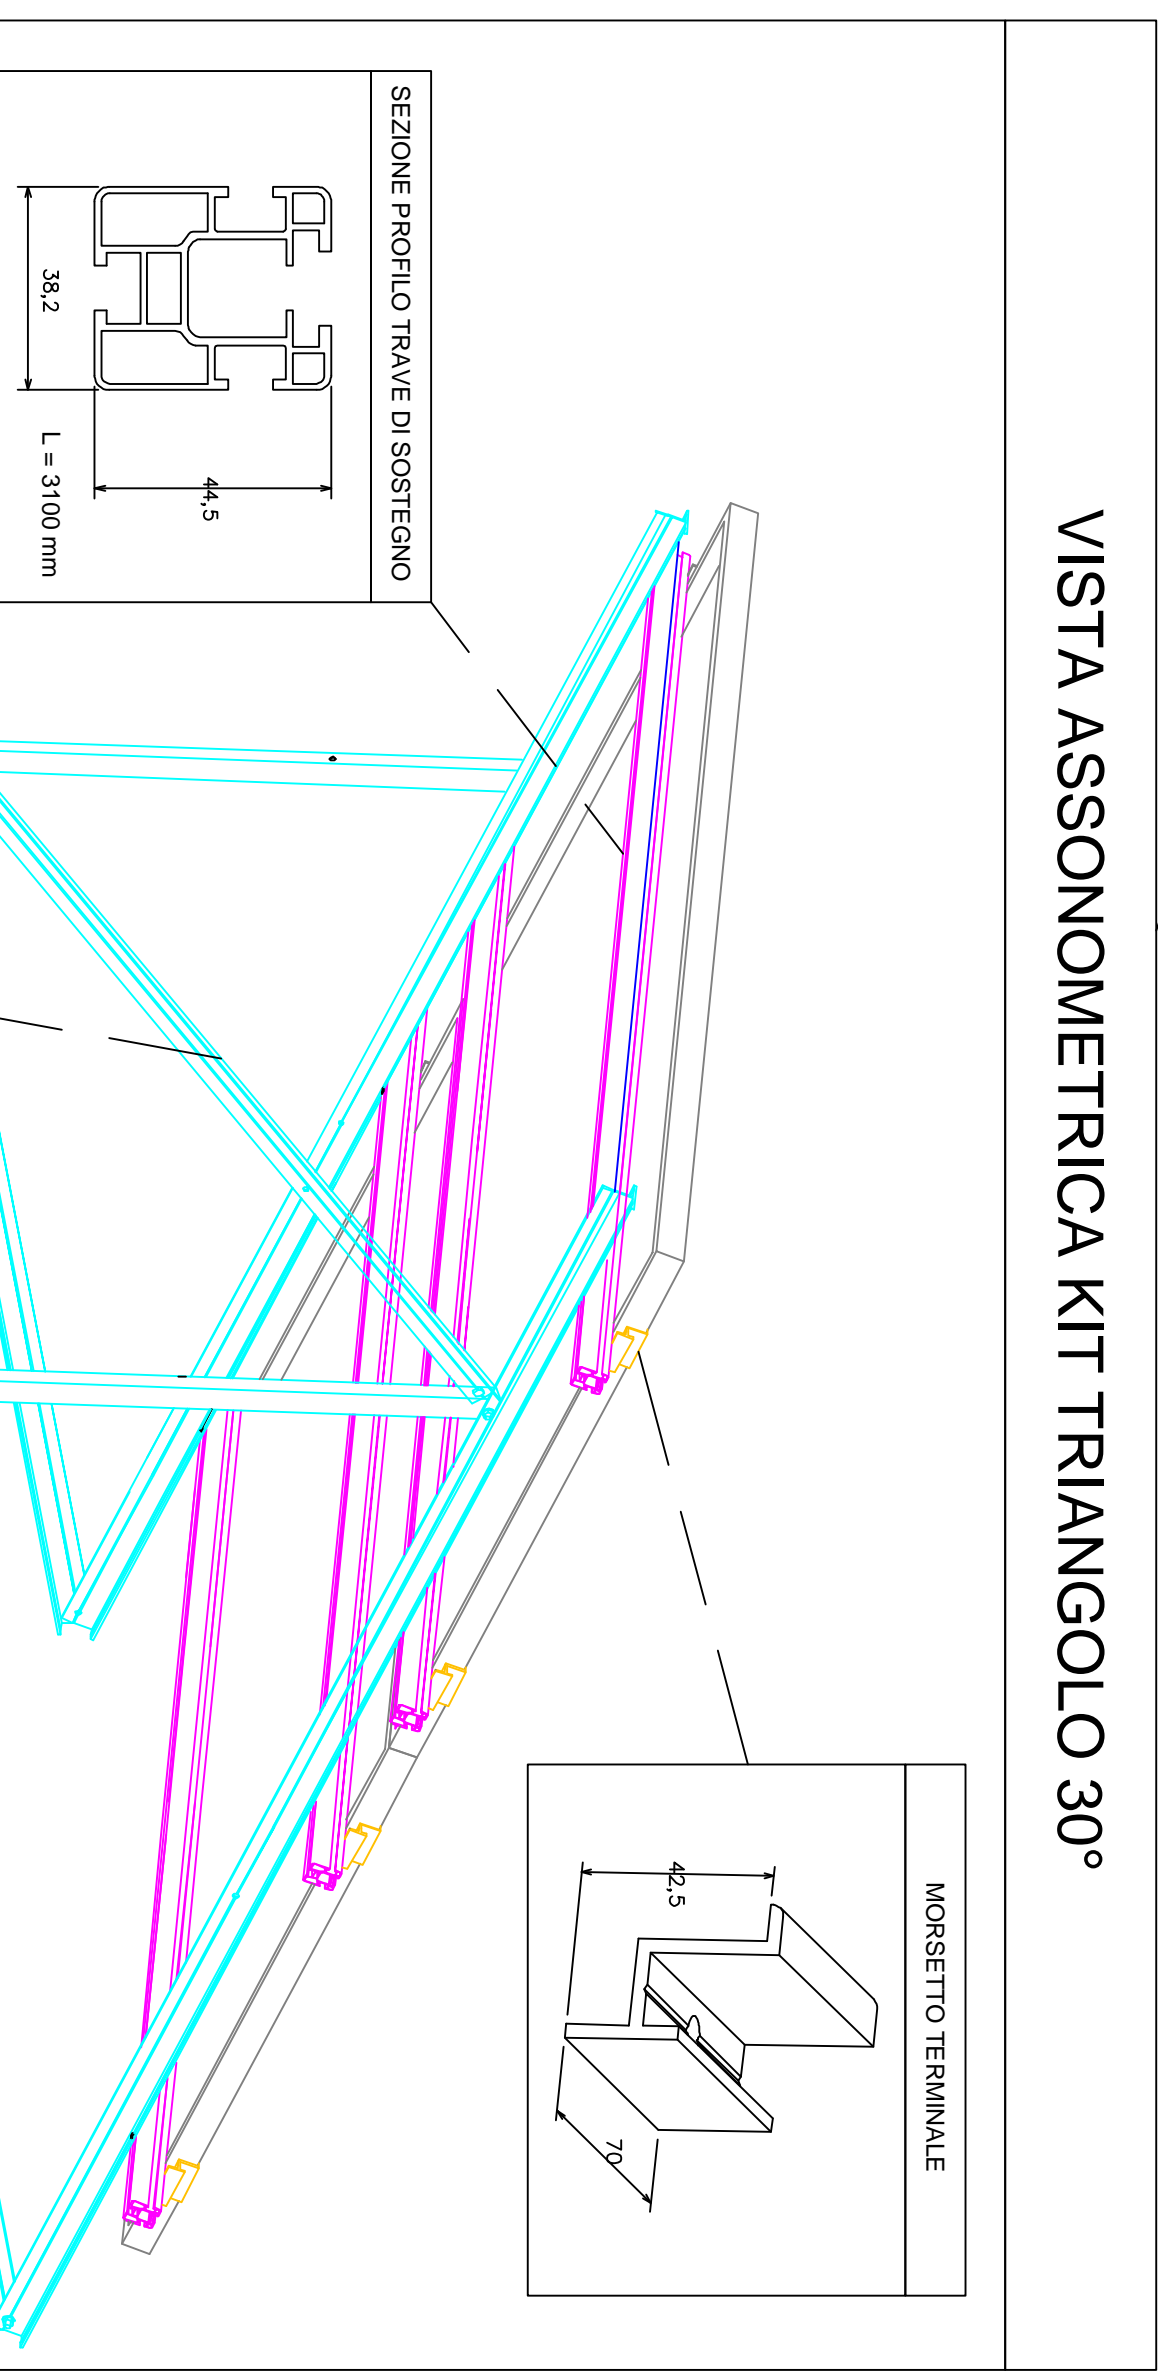 VISTA ASSONOMETRICA KIT TRIANGOLO 30°
SEZIONE PROFILO TRAVE DI SOSTEGNO
44,5
38,2
L = 3100 mm
MORSETTO TERMINALE
42,5
70